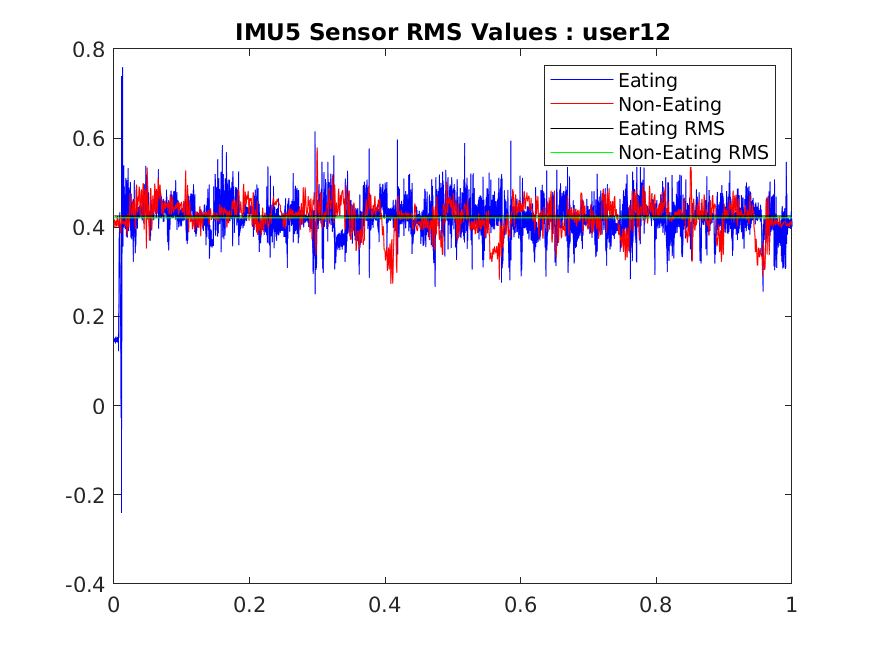 IMU5 Sensor RMS Values : user12
Eating
Non-Eating
Eating RMS
Non-Eating RMS
0.8
0.6
0.4
0.2
0
-0.2
-0.4
0 0.2 0.4 0.6 0.8 1